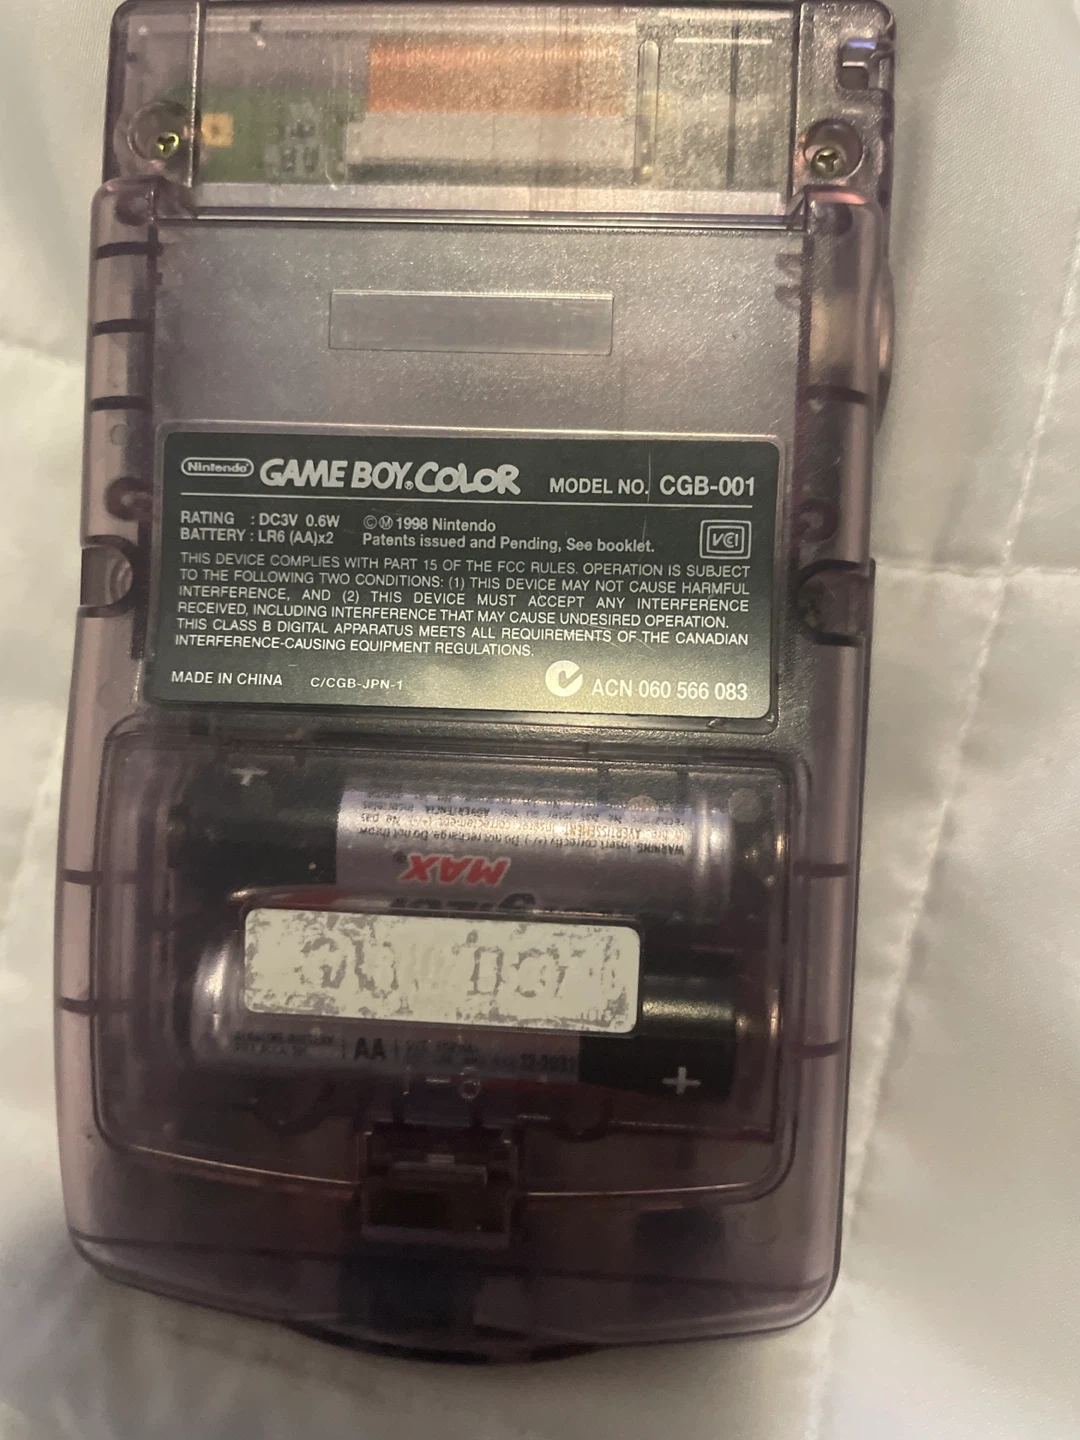 Nintendo GAME BOY COLOR MODEL NO. CGB-001
RATING : DC3V 0.6W
BATTERY : LR6 (AA)x2
©Ⓜ 1998 Nintendo
Patents issued and Pending, See booklet.
VCI
THIS DEVICE COMPLIES WITH PART 15 OF THE FCC RULES. OPERATION IS SUBJECT
TO THE FOLLOWING TWO CONDITIONS: (1) THIS DEVICE MAY NOT CAUSE HARMFUL
INTERFERENCE, AND (2) THIS DEVICE MUST ACCEPT ANY INTERFERENCE
RECEIVED, INCLUDING INTERFERENCE THAT MAY CAUSE UNDESIRED OPERATION.
THIS CLASS B DIGITAL APPARATUS MEETS ALL REQUIREMENTS OF THE CANADIAN
INTERFERENCE-CAUSING EQUIPMENT REGULATIONS.
MADE IN CHINA C/CGB-JPN-1 ACN 060 566 083
MAX
AA
+